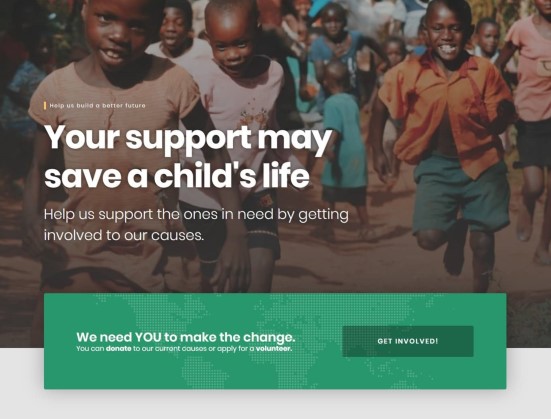 Help us build a better future
Your support may
save a child's life
Help us support the ones in need by getting
involved to our causes.
We need YOU to make the change.
You can donate to our current causes or apply for a volunteer.
GET INVOLVED!